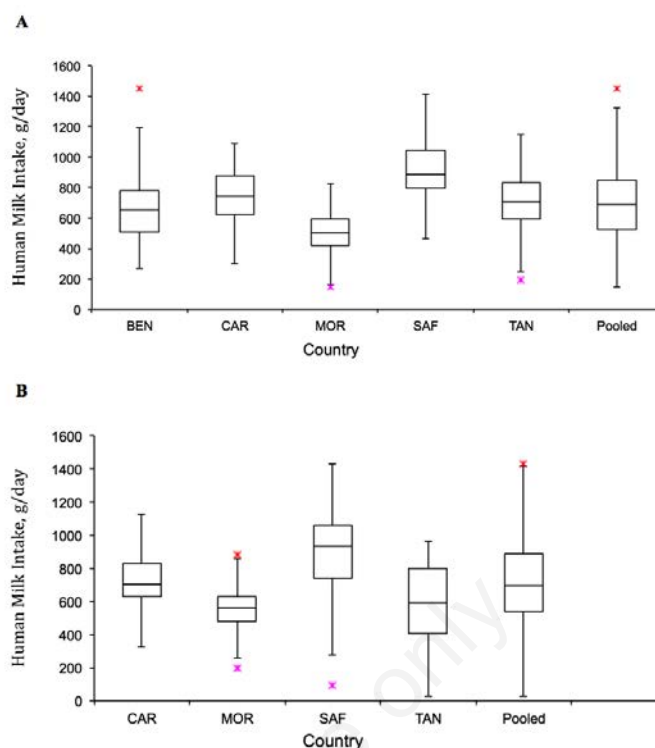 A
Human Milk Intake, g/day
1600
1400
1200
1000
800
600
400
200
0
BEN CAR MOR SAF TAN Pooled
Country
B
Human Milk Intake, g/day
1600
1400
1200
1000
800
600
400
200
0
CAR MOR SAF TAN Pooled
Country
only